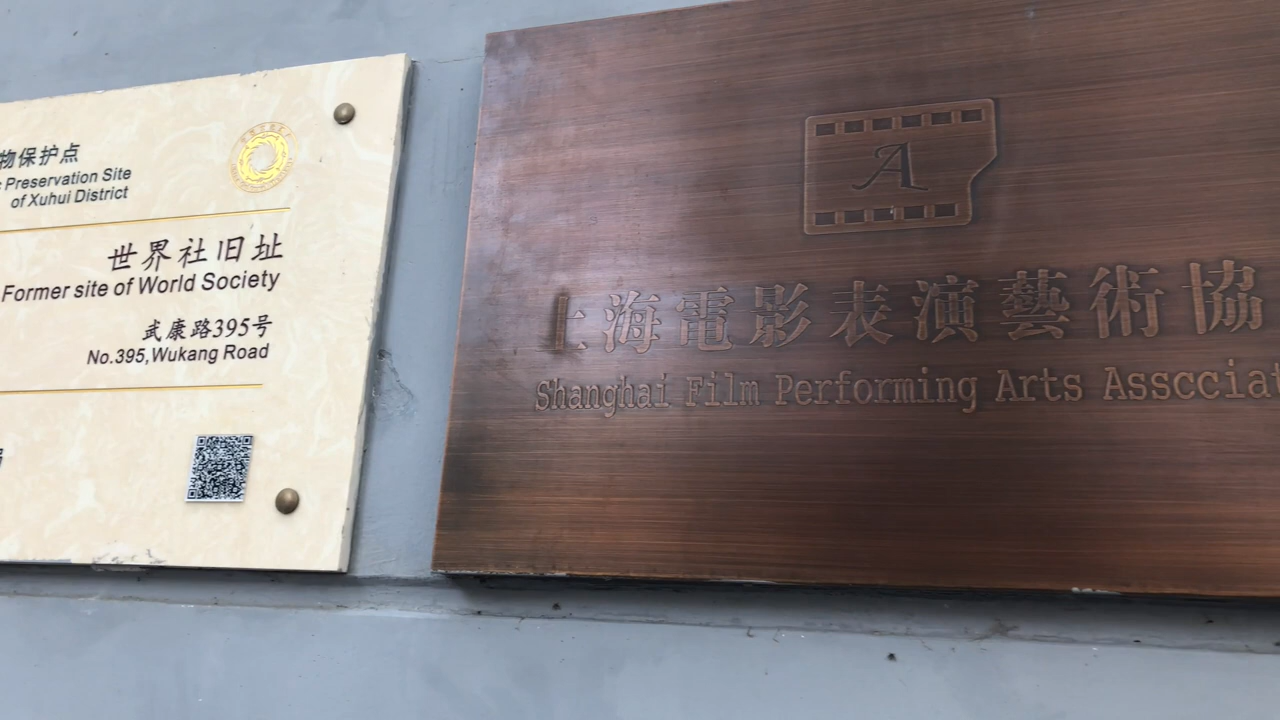 物保护点
Preservation Site
of Xuhui District
世界社旧址
Former site of World Society
武康路395号
No.395,Wukang Road
A
上海電影表演藝術協
Shanghai Film Performing Arts Asscciat